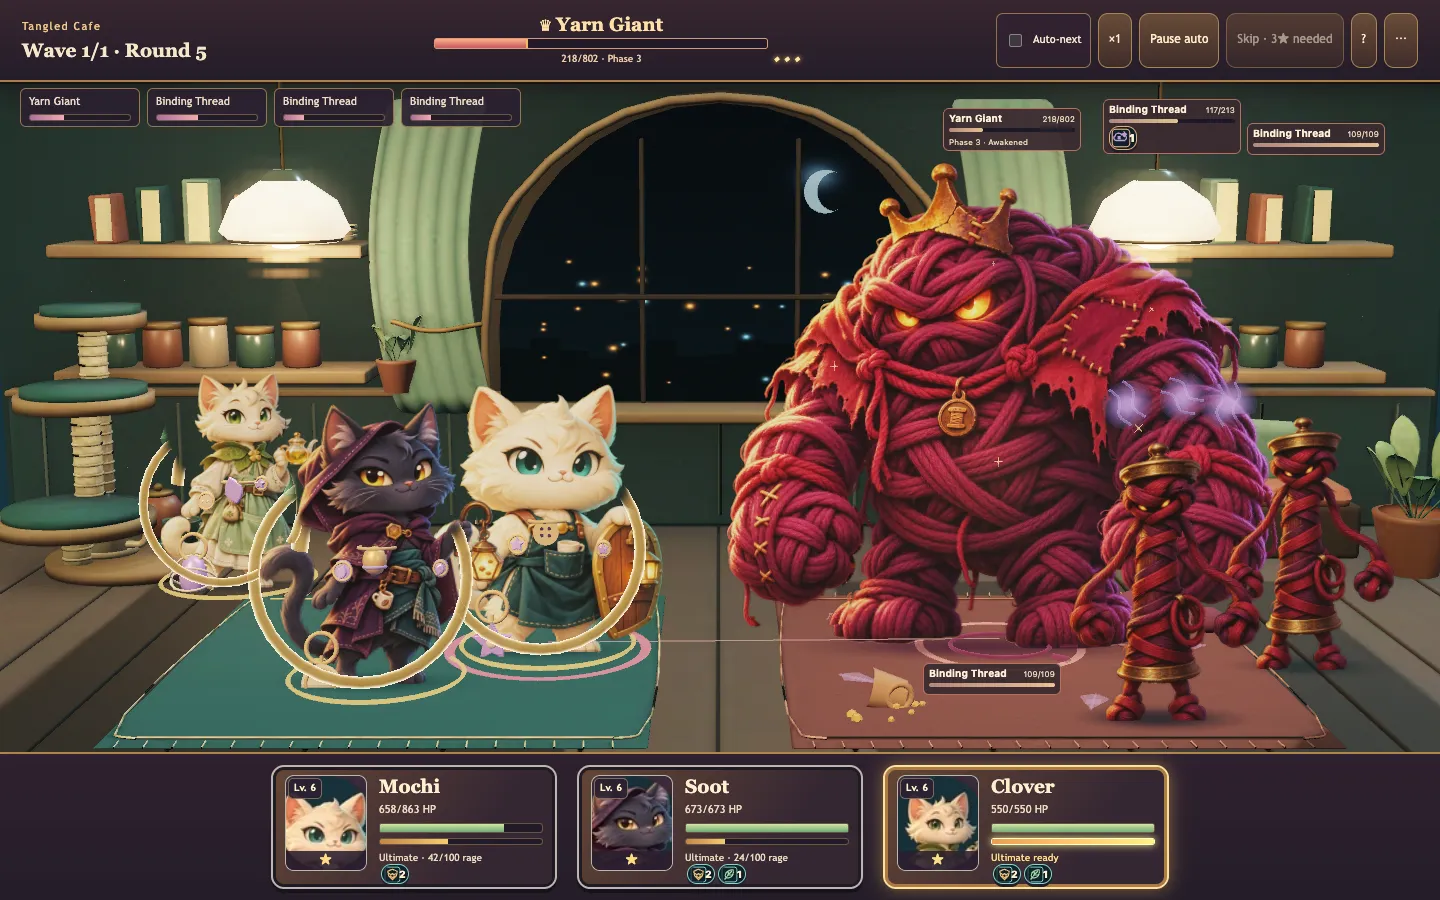 Tangled Cafe
Wave 1/1 · Round 5
♛ Yarn Giant
218/802 · Phase 3
Auto-next
×1
Pause auto
Skip · 3★ needed
?
...
Yarn Giant
Binding Thread
Binding Thread
Binding Thread
Yarn Giant 218/802
Phase 3 · Awakened
Binding Thread 117/213
1
Binding Thread 109/109
Binding Thread 109/109
Lv. 6
Mochi
658/863 HP
Ultimate · 42/100 rage
2
Lv. 6
Soot
673/673 HP
Ultimate · 24/100 rage
2 1
Lv. 6
Clover
550/550 HP
Ultimate ready
2 1